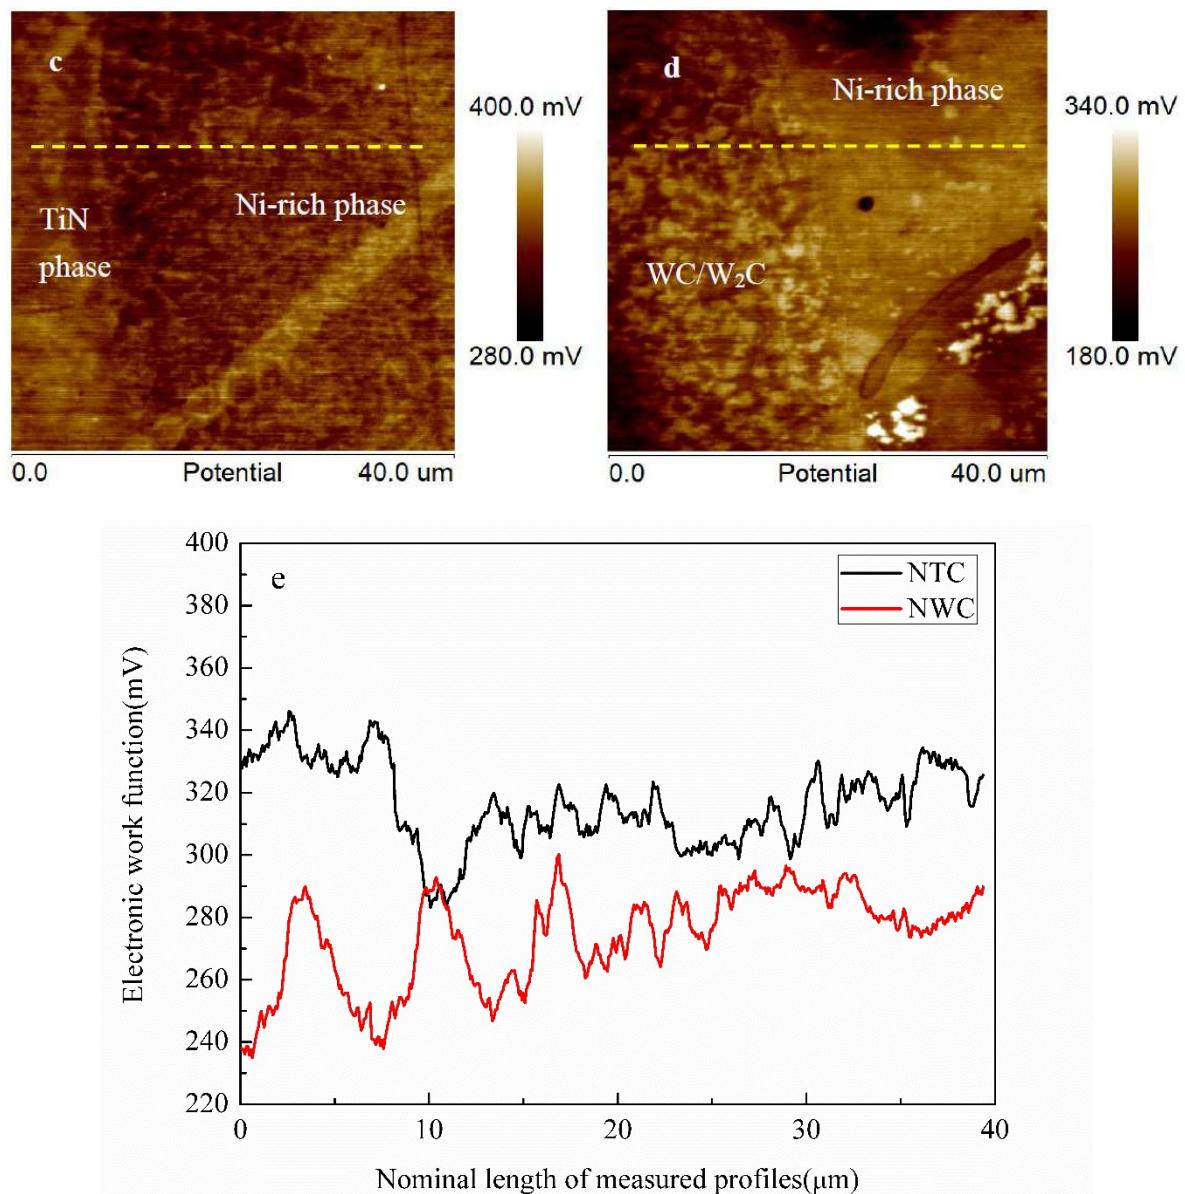 c
400.0 mV
TiN
phase
Ni-rich phase
280.0 mV
0.0 Potential 40.0 um
d
Ni-rich phase
340.0 mV
WC/W₂C
180.0 mV
0.0 Potential 40.0 um
e
NTC
NWC
400
380
360
340
320
300
280
260
240
220
Electronic work function(mV)
0 10 20 30 40
Nominal length of measured profiles(μm)